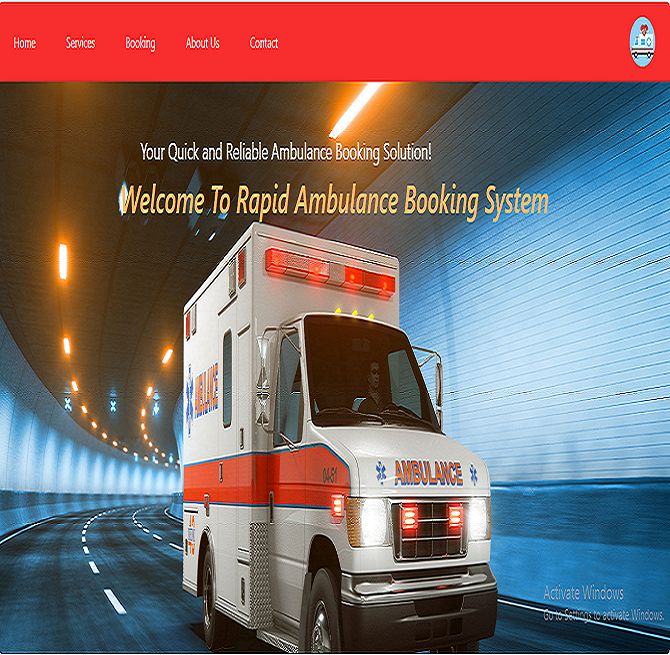 Home Services Booking About Us Contact
Your Quick and Reliable Ambulance Booking Solution!
Welcome To Rapid Ambulance Booking System
AMBULANCE
04-51
AMBULANCE
Activate Windows
Go to Settings to activate Windows.